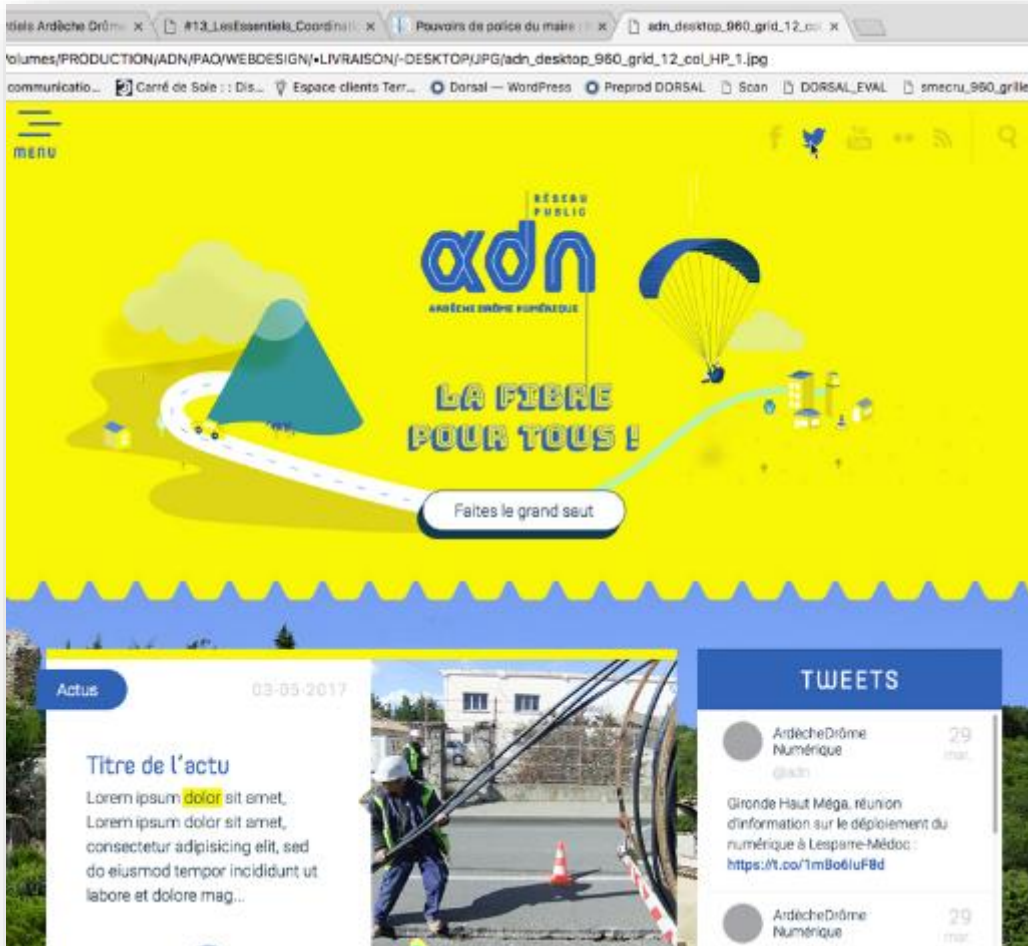 #13_LesEssentiels_Coordinati
Pouvoirs de police du maire
adn_desktop_960_grid_12_co
/Volumes/PRODUCTION/ADN/PAO/WEBDESIGN/•LIVRAISON/-DESKTOP/JPG/adn_desktop_960_grid_12_col_HP_1.jpg
communicatio... Carré de Soie : : Dis... Espace clients Terr... Dorsal — WordPress Preprod DORSAL Scan DORSAL_EVAL smecru_960_grille
MENU
RÉSEAU
PUBLIC
adn
ARDÈCHE DRÔME NUMÉRIQUE
LA FIBRE
POUR TOUS !
Faites le grand saut
Actus
03-05-2017
Titre de l'actu
Lorem ipsum dolor sit amet,
Lorem ipsum dolor sit amet,
consectetur adipisicing elit, sed
do eiusmod tempor incididunt ut
labore et dolore mag...
TWEETS
ArdècheDrôme
Numérique
29
mar.
@adn
Gironde Haut Méga, réunion
d'information sur le déploiement du
numérique à Lesparre-Médoc :
https://t.co/1mBo6IuF8d
ArdècheDrôme
Numérique
29
mar.